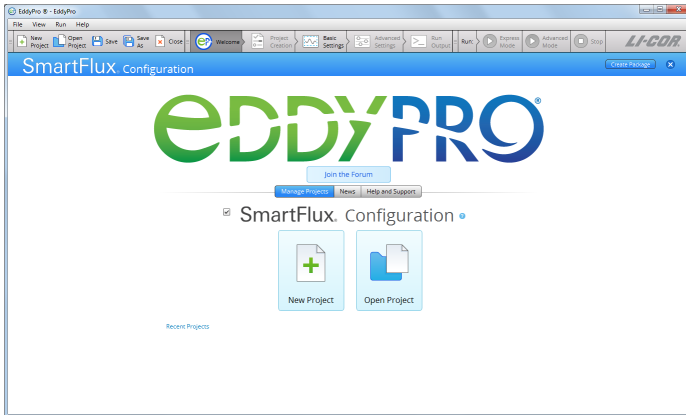 EddyPro ® - EddyPro
File View Run Help
New Project
Open Project
Save
Save As
Close
Welcome
Project Creation
Basic Settings
Advanced Settings
Run Output
Run:
Express Mode
Advanced Mode
Stop
LI-COR.
SmartFlux. Configuration
Create Package
EDDYPRO®
Join the Forum
Manage Projects News Help and Support
SmartFlux. Configuration ?
New Project Open Project
Recent Projects